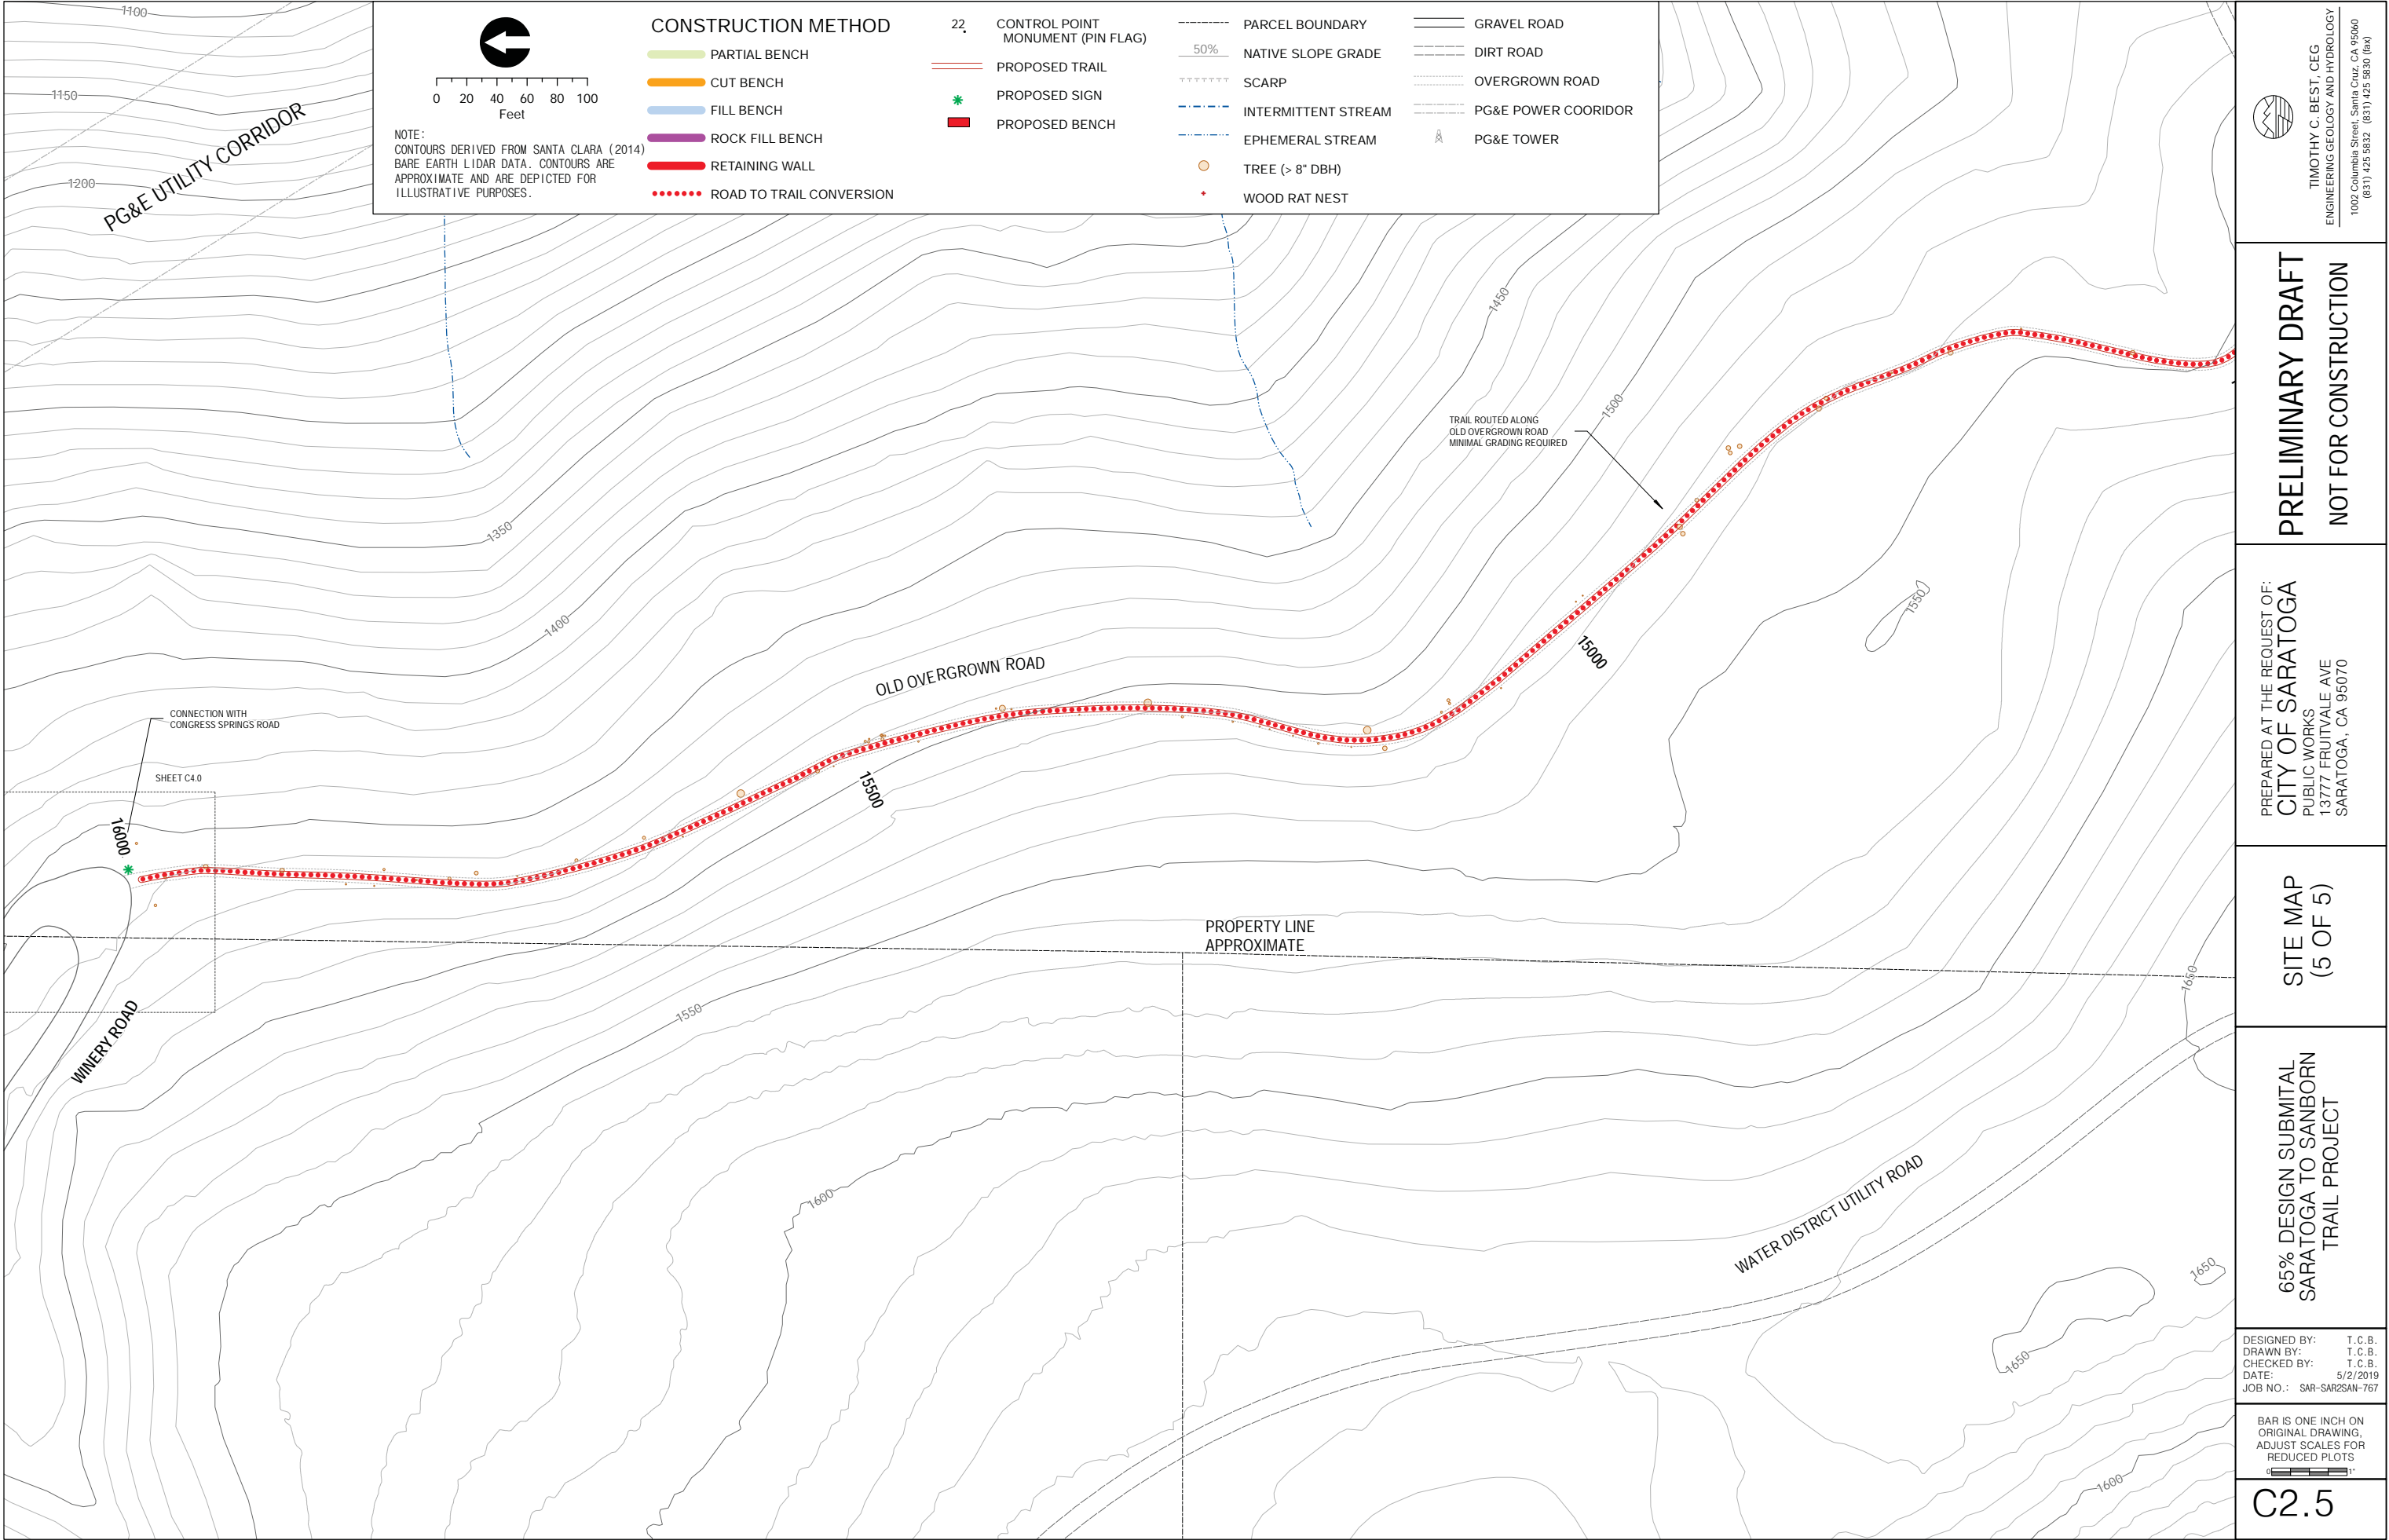 0 20 40 60 80 100
Feet
NOTE:
CONTOURS DERIVED FROM SANTA CLARA (2014)
BARE EARTH LIDAR DATA. CONTOURS ARE
APPROXIMATE AND ARE DEPICTED FOR
ILLUSTRATIVE PURPOSES.
CONSTRUCTION METHOD
PARTIAL BENCH
CUT BENCH
FILL BENCH
ROCK FILL BENCH
RETAINING WALL
ROAD TO TRAIL CONVERSION
22
CONTROL POINT
MONUMENT (PIN FLAG)
PROPOSED TRAIL
PROPOSED SIGN
PROPOSED BENCH
PARCEL BOUNDARY
50%
NATIVE SLOPE GRADE
SCARP
INTERMITTENT STREAM
EPHEMERAL STREAM
TREE (> 8" DBH)
WOOD RAT NEST
GRAVEL ROAD
DIRT ROAD
OVERGROWN ROAD
PG&E POWER COORIDOR
PG&E TOWER
1100
1150
1200
PG&E UTILITY CORRIDOR
1350
1400
1450
1500
TRAIL ROUTED ALONG
OLD OVERGROWN ROAD
MINIMAL GRADING REQUIRED
1550
15000
OLD OVERGROWN ROAD
15500
CONNECTION WITH
CONGRESS SPRINGS ROAD
SHEET C4.0
16000
WINERY ROAD
PROPERTY LINE
APPROXIMATE
1550
1600
1650
WATER DISTRICT UTILITY ROAD
1650
1650
1600
TIMOTHY C. BEST, CEG
ENGINEERING GEOLOGY AND HYDROLOGY
1002 Columbia Street, Santa Cruz, CA 95060
(831) 425 5832 (831) 425 5830 (fax)
PRELIMINARY DRAFT
NOT FOR CONSTRUCTION
PREPARED AT THE REQUEST OF:
CITY OF SARATOGA
PUBLIC WORKS
13777 FRUITVALE AVE
SARATOGA, CA 95070
SITE MAP
(5 OF 5)
65% DESIGN SUBMITAL
SARATOGA TO SANBORN
TRAIL PROJECT
DESIGNED BY: T.C.B.
DRAWN BY: T.C.B.
CHECKED BY: T.C.B.
DATE: 5/2/2019
JOB NO.: SAR-SAR2SAN-767
BAR IS ONE INCH ON
ORIGINAL DRAWING,
ADJUST SCALES FOR
REDUCED PLOTS
0 1"
C2.5